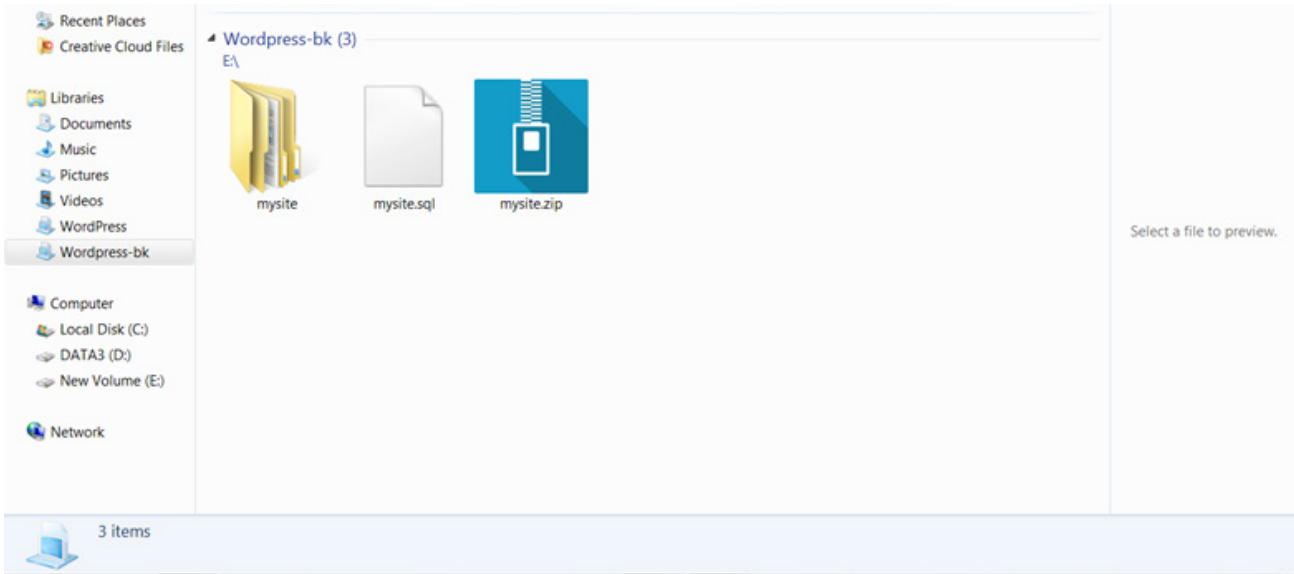 Recent Places
Creative Cloud Files
Libraries
Documents
Music
Pictures
Videos
WordPress
Wordpress-bk
Computer
Local Disk (C:)
DATA3 (D:)
New Volume (E:)
Network
Wordpress-bk (3)
E:\
mysite
mysite.sql
mysite.zip
Select a file to preview.
3 items